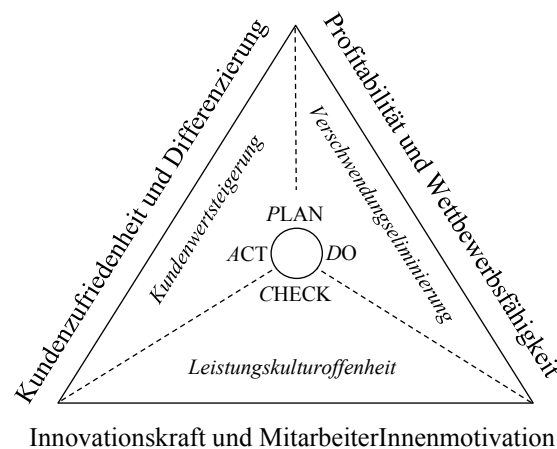 Kundenzufriedenheit und Differenzierung
Profitabilität und Wettbewerbsfähigkeit
Kundenwertsteigerung
Verschwendungseliminierung
PLAN
ACT
DO
CHECK
Leistungskulturoffenheit
Innovationskraft und MitarbeiterInnenmotivation